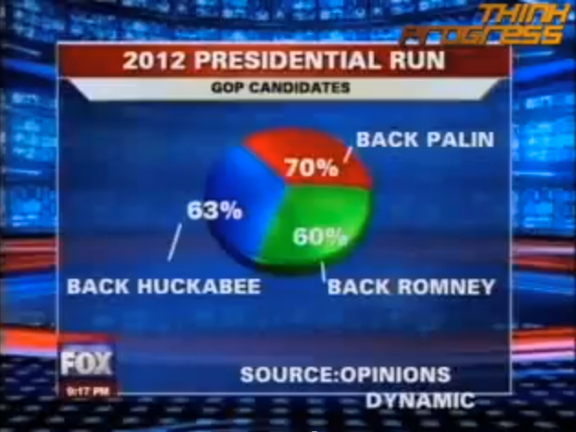 THINK
PROGRESS
2012 PRESIDENTIAL RUN
GOP CANDIDATES
BACK PALIN
70%
63%
60%
BACK HUCKABEE
BACK ROMNEY
FOX
9:17 PM
SOURCE:OPINIONS
DYNAMIC